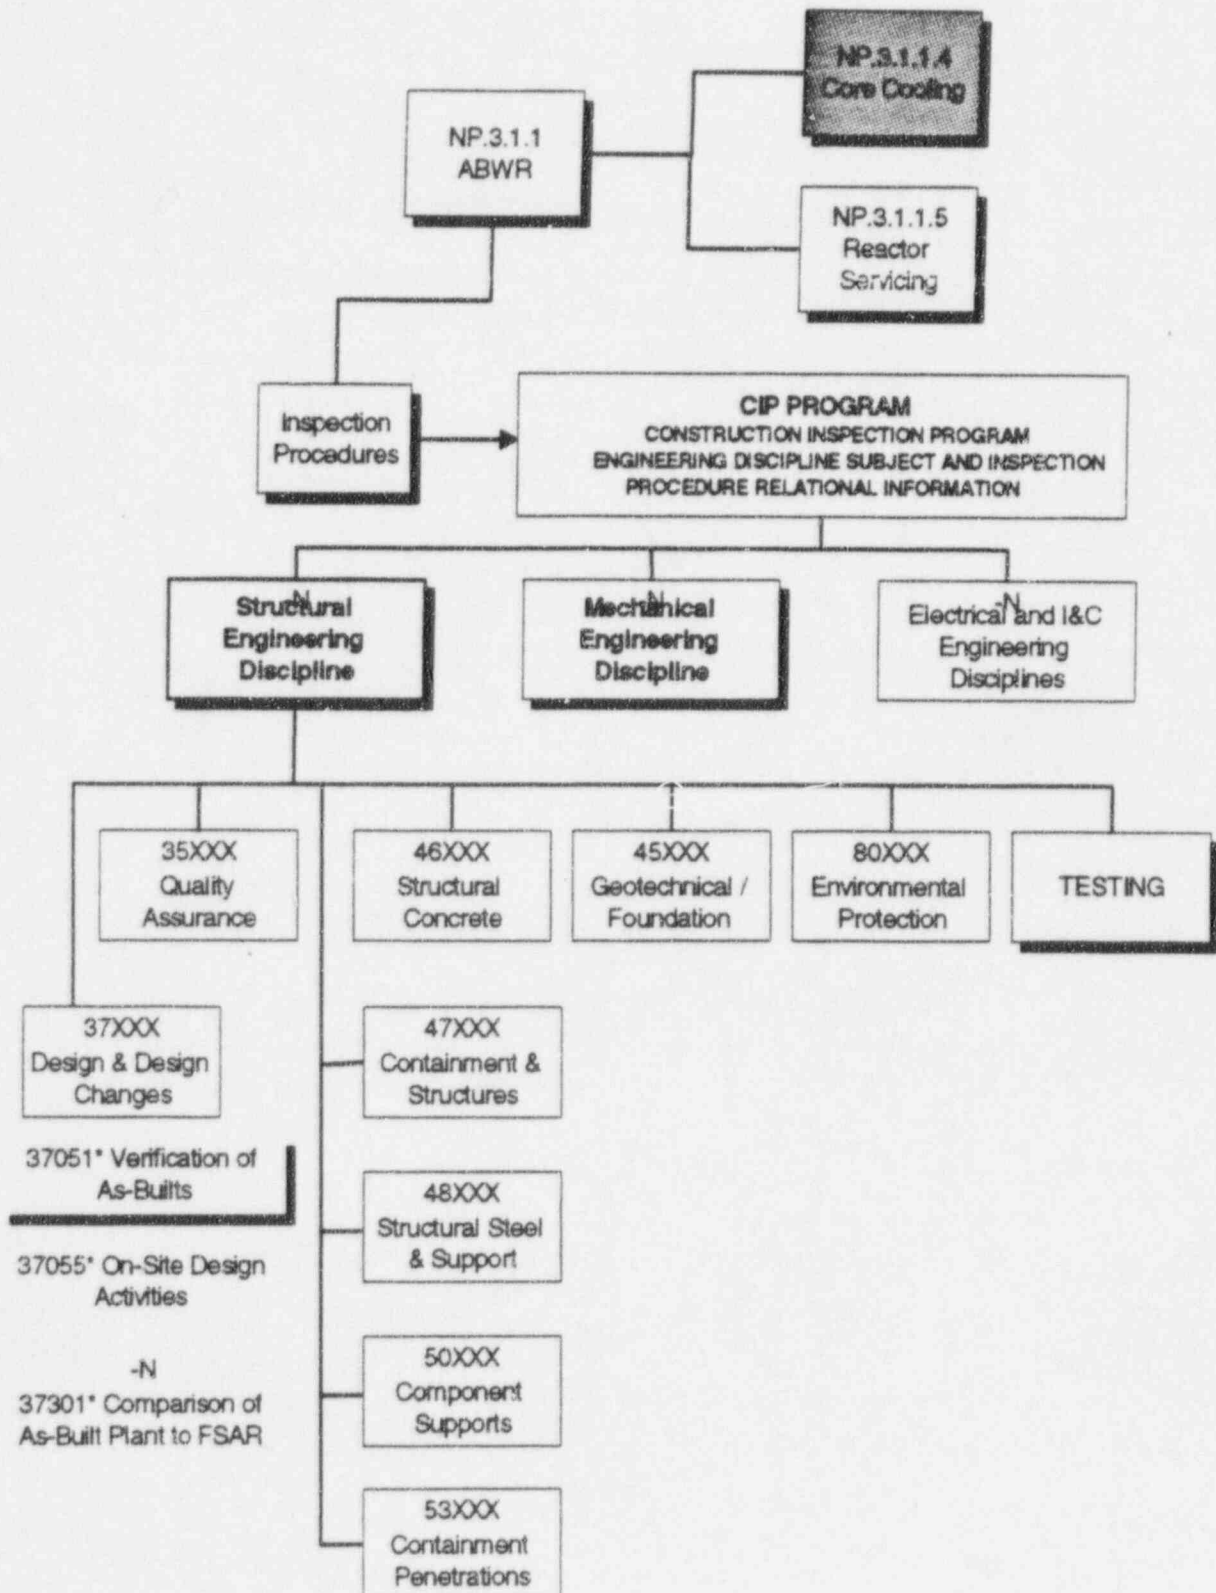 NP.3.1.1.4
Core Cooling
NP.3.1.1
ABWR
NP.3.1.1.5
Reactor
Servicing
Inspection
Procedures
CIP PROGRAM
CONSTRUCTION INSPECTION PROGRAM
ENGINEERING DISCIPLINE SUBJECT AND INSPECTION
PROCEDURE RELATIONAL INFORMATION
-N
Structural
Engineering
Discipline
-N
Mechanical
Engineering
Discipline
-N
Electrical and I&C
Engineering
Disciplines
35XXX
Quality
Assurance
46XXX
Structural
Concrete
45XXX
Geotechnical /
Foundation
80XXX
Environmental
Protection
TESTING
37XXX
Design & Design
Changes
37051* Verification of
As-Builts
37055* On-Site Design
Activities
-N
37301* Comparison of
As-Built Plant to FSAR
47XXX
Containment &
Structures
48XXX
Structural Steel
& Support
50XXX
Component
Supports
53XXX
Containment
Penetrations